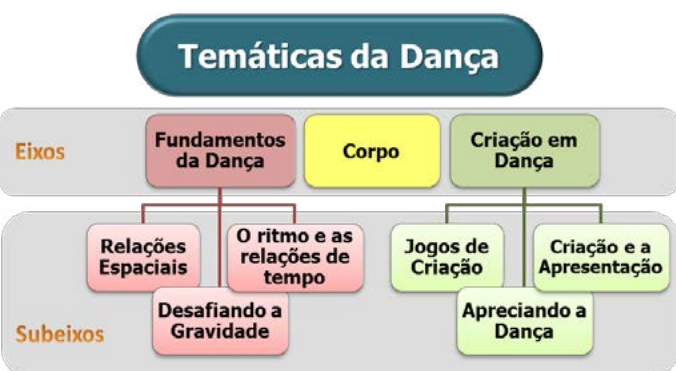 Temáticas da Dança
Eixos
Fundamentos
da Dança
Corpo
Criação em
Dança
Subeixos
Relações
Espaciais
Desafiando a
Gravidade
O ritmo e as
relações de
tempo
Jogos de
Criação
Apreciando a
Dança
Criação e a
Apresentação